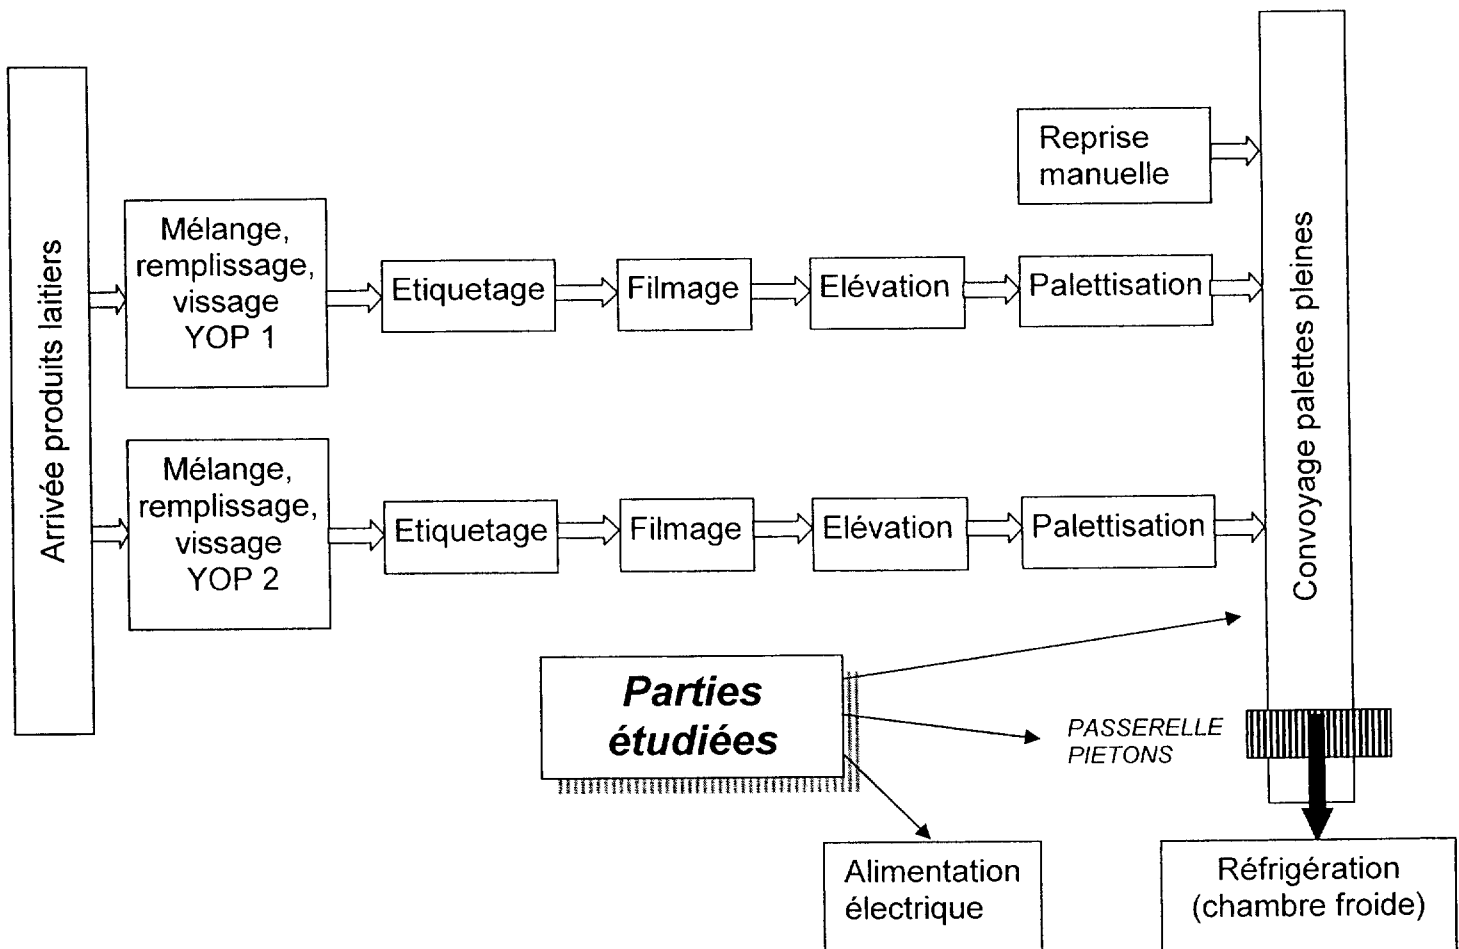 Arrivée produits laitiers
Reprise
manuelle
Mélange,
remplissage,
vissage
YOP 1
Etiquetage
Filmage
Elévation
Palettisation
Convoyage palettes pleines
Mélange,
remplissage,
vissage
YOP 2
Etiquetage
Filmage
Elévation
Palettisation
Parties
étudiées
PASSERELLE
PIETONS
Alimentation
électrique
Réfrigération
(chambre froide)